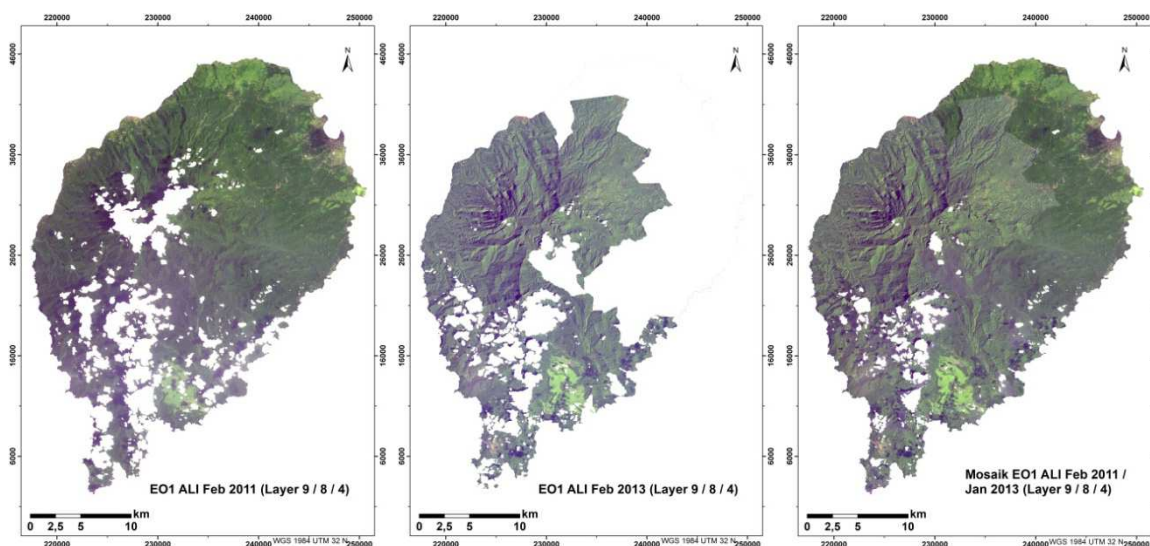 220000 230000 240000 250000
46000
36000
26000
16000
6000
N
EO1 ALI Feb 2011 (Layer 9 / 8 / 4)
km
0 2,5 5 10
WGS 1984 UTM 32 N
220000 230000 240000 250000
220000 230000 240000 250000
46000
36000
26000
16000
6000
N
EO1 ALI Feb 2013 (Layer 9 / 8 / 4)
km
0 2,5 5 10
WGS 1984 UTM 32 N
220000 230000 240000 250000
220000 230000 240000 250000
46000
36000
26000
16000
6000
N
Mosaik EO1 ALI Feb 2011 /
Jan 2013 (Layer 9 / 8 / 4)
km
0 2,5 5 10
WGS 1984 UTM 32 N
220000 230000 240000 250000